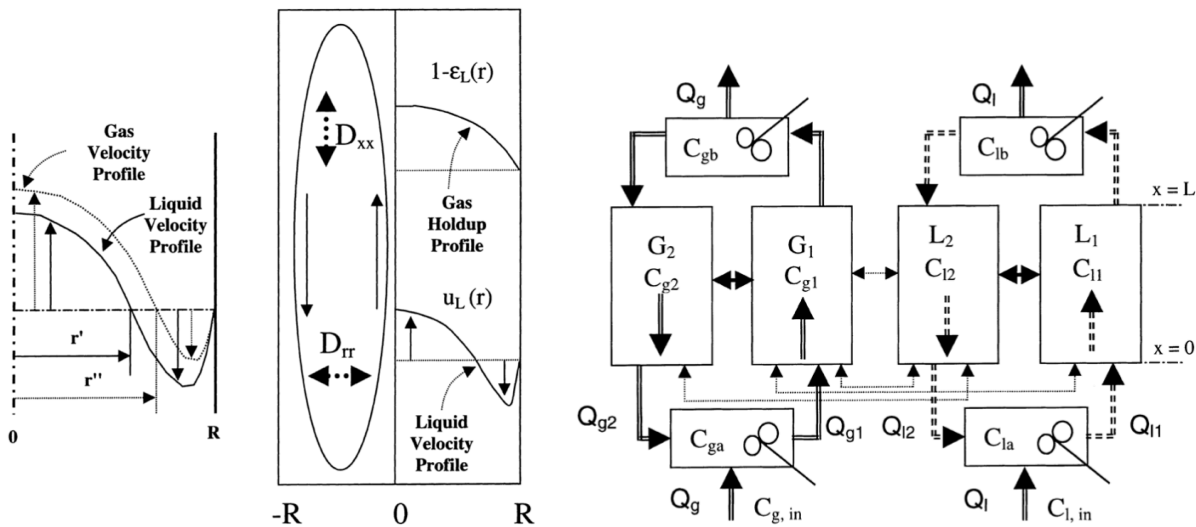 Gas
Velocity
Profile
Liquid
Velocity
Profile
r'
r''
0
R
1-εL(r)
Dxx
Gas
Holdup
Profile
uL(r)
Drr
Liquid
Velocity
Profile
-R
0
R
Qg
Ql
Cgb
Clb
x = L
G2
Cg2
G1
Cg1
L2
Cl2
L1
Cl1
x = 0
Qg2
Qg1
Ql2
Ql1
Cga
Cla
Qg
Cg, in
Ql
Cl, in